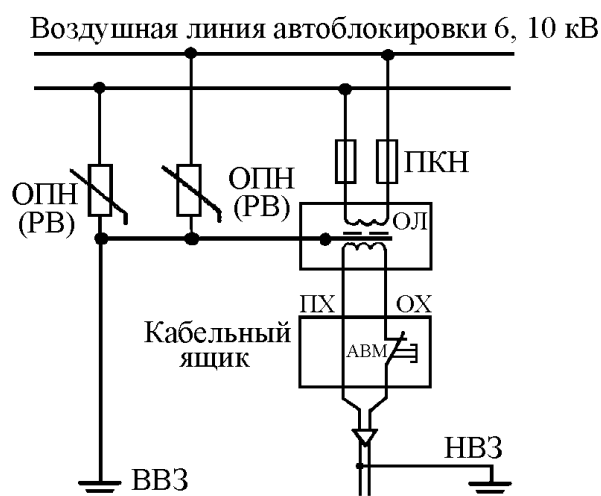 Воздушная линия автоблокировки 6, 10 кВ
ПКН
ОПН
(РВ)
ОПН
(РВ)
ОЛ
ПХ
ОХ
Кабельный
ящик
АВМ
НВЗ
ВВЗ